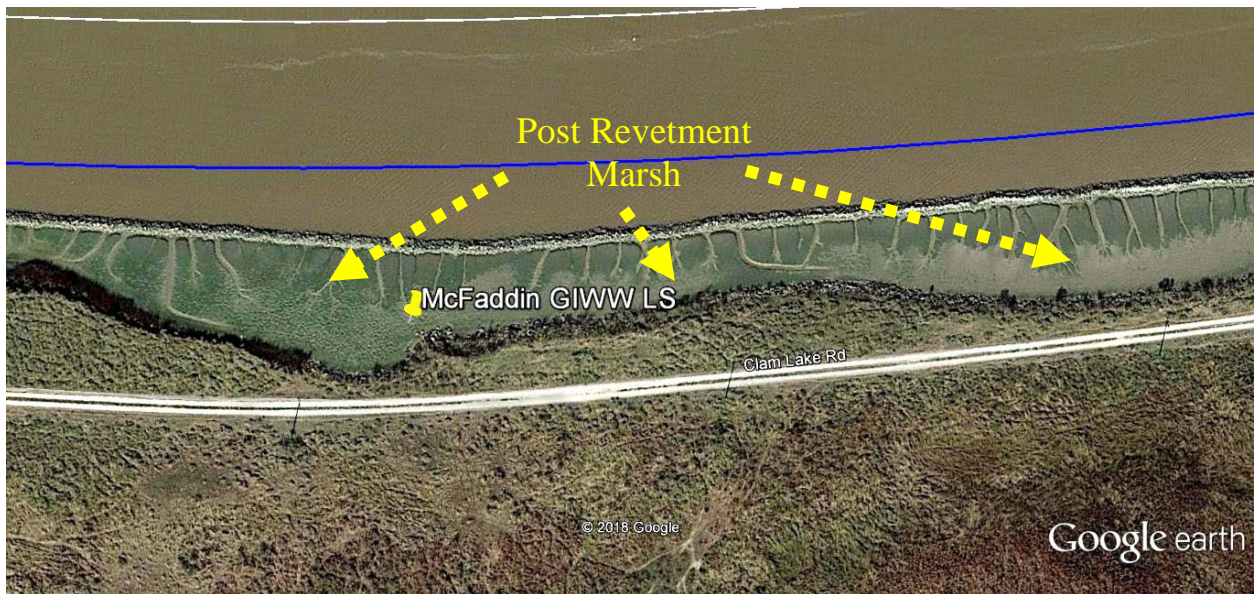 Post Revetment
Marsh
McFaddin GIWW LS
Clam Lake Rd
© 2018 Google
Google earth